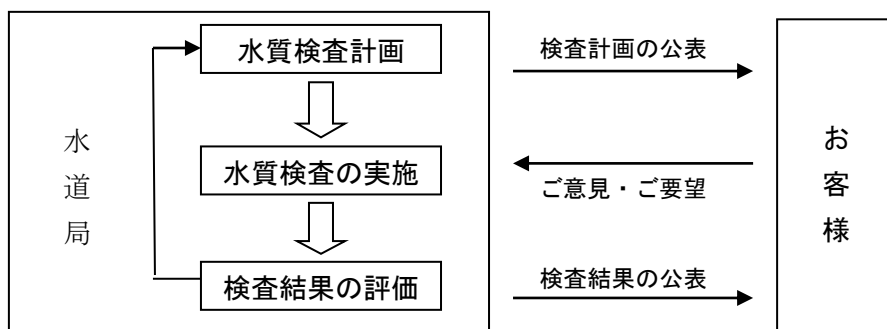 水質検査計画
検査計画の公表
水道局
水質検査の実施
ご意見・ご要望
お客様
検査結果の評価
検査結果の公表